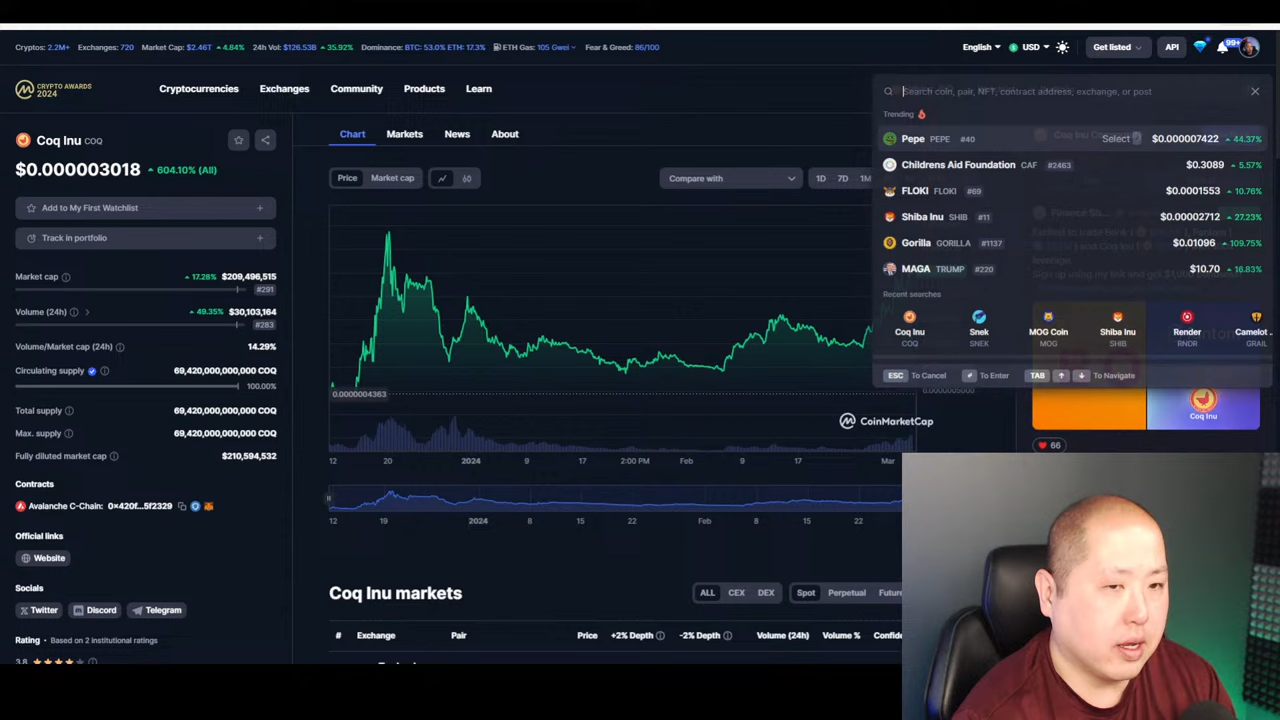 Cryptos: 2.2M+ Exchanges: 720 Market Cap: $2.46T 4.84% 24h Vol: $126.53B 35.92% Dominance: BTC: 53.0% ETH: 17.3% ETH Gas: 105 Gwei Fear & Greed: 86/100
English USD Get listed API 99+
CRYPTO AWARDS 2024
Cryptocurrencies Exchanges Community Products Learn
Search coin, pair, NFT, contract address, exchange, or post
Trending
Pepe PEPE #40 Select $0.000007422 44.37%
Childrens Aid Foundation CAF #2463 $0.3089 5.57%
FLOKI FLOKI #69 $0.0001553 10.76%
Shiba Inu SHIB #11 $0.00002712 27.23%
Gorilla GORILLA #1137 $0.01096 109.75%
MAGA TRUMP #220 $10.70 16.83%
Recent searches
Coq Inu Snek MOG Coin Shiba Inu Render Camelot ..
COQ SNEK MOG SHIB RNDR GRAIL
ESC To Cancel To Enter TAB To Navigate
Coq Inu
66
Coq Inu COQ
$0.000003018 604.10% (All)
Add to My First Watchlist +
Track in portfolio +
Market cap 17.28% $209,496,515
#291
Volume (24h) 49.35% $30,103,164
#283
Volume/Market cap (24h) 14.29%
Circulating supply 69,420,000,000,000 COQ
100.00%
Total supply 69,420,000,000,000 COQ
Max. supply 69,420,000,000,000 COQ
Fully diluted market cap $210,594,532
Contracts
Avalanche C-Chain: 0x420f...5f2329
Official links
Website
Socials
Twitter Discord Telegram
Rating Based on 2 institutional ratings
3.8
Chart Markets News About
Price Market cap Compare with 1D 7D 1M
0.0000004363
CoinMarketCap
12 20 2024 9 2:00 PM Feb 9 17 Mar
12 19 2024 8 15 22 Feb 8 15 22
Coq Inu markets
ALL CEX DEX Spot Perpetual Future
# Exchange Pair Price +2% Depth -2% Depth Volume (24h) Volume % Confid